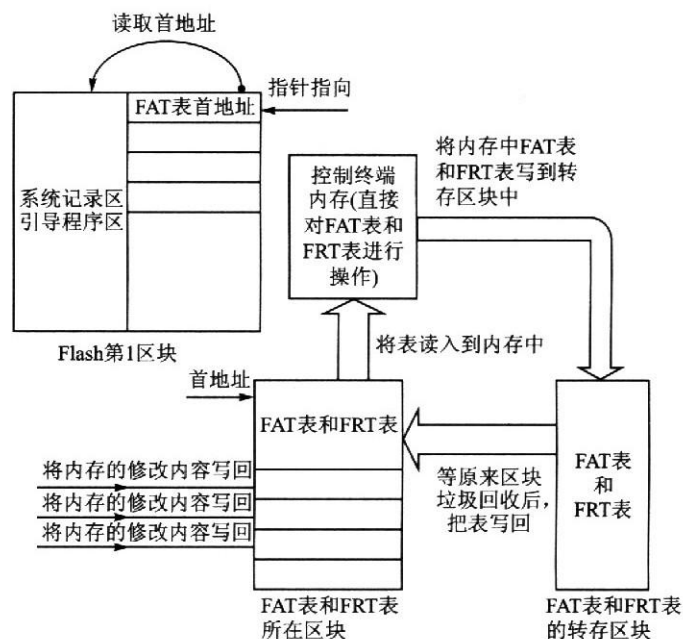 读取首地址
FAT表首地址
指针指向
系统记录区
引导程序区
Flash第1区块
控制终端
内存(直接
对FAT表和
FRT表进行
操作)
将内存中FAT表
和FRT表写到转
存区块中
将表读入到内存中
首地址
FAT表和FRT表
将内存的修改内容写回
将内存的修改内容写回
将内存的修改内容写回
等原来区块
垃圾回收后，
把表写回
FAT表
和
FRT表
FAT表和FRT表
所在区块
FAT表和FRT表
的转存区块